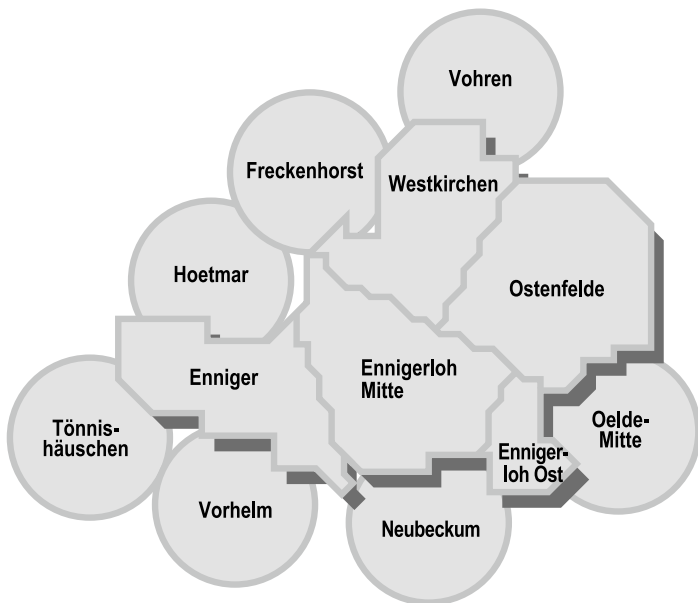 Vohren
Freckenhorst
Westkirchen
Hoetmar
Ostenfelde
Enniger
Ennigerloh
Mitte
Tönnis-
häuschen
Oelde-
Mitte
Enniger-
loh Ost
Vorhelm
Neubeckum